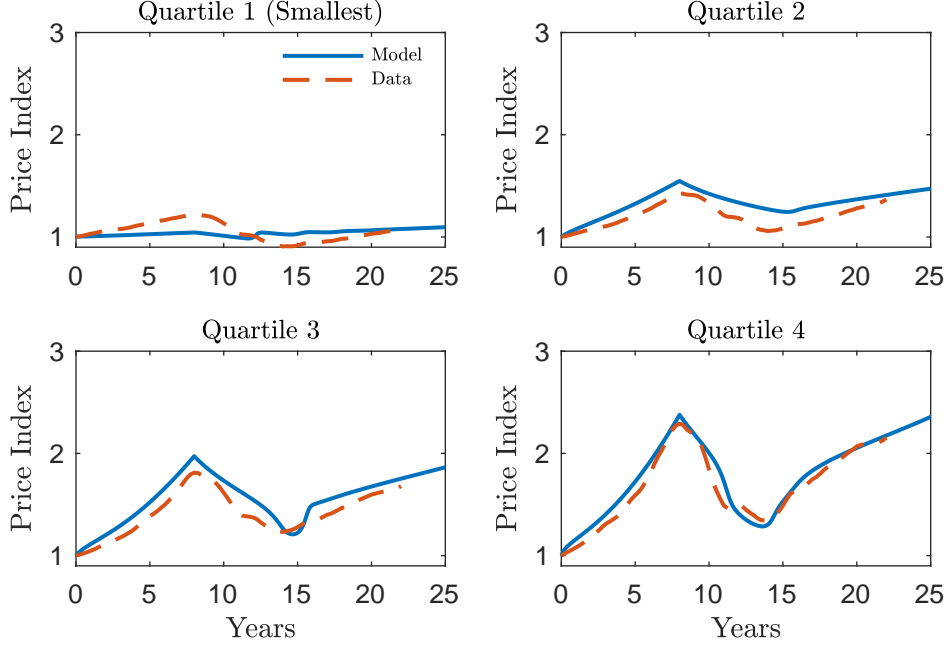 Quartile 1 (Smallest)
3
2
1
Price Index
Model
Data
0 5 10 15 20 25
Quartile 2
3
2
1
Price Index
0 5 10 15 20 25
Quartile 3
3
2
1
Price Index
0 5 10 15 20 25
Years
Quartile 4
3
2
1
Price Index
0 5 10 15 20 25
Years